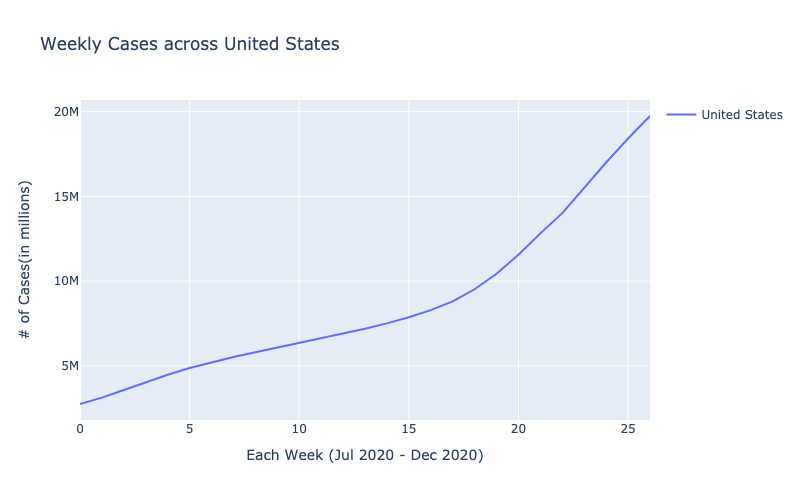 Weekly Cases across United States
20M
15M
10M
5M
# of Cases(in millions)
0
5
10
15
20
25
Each Week (Jul 2020 - Dec 2020)
United States